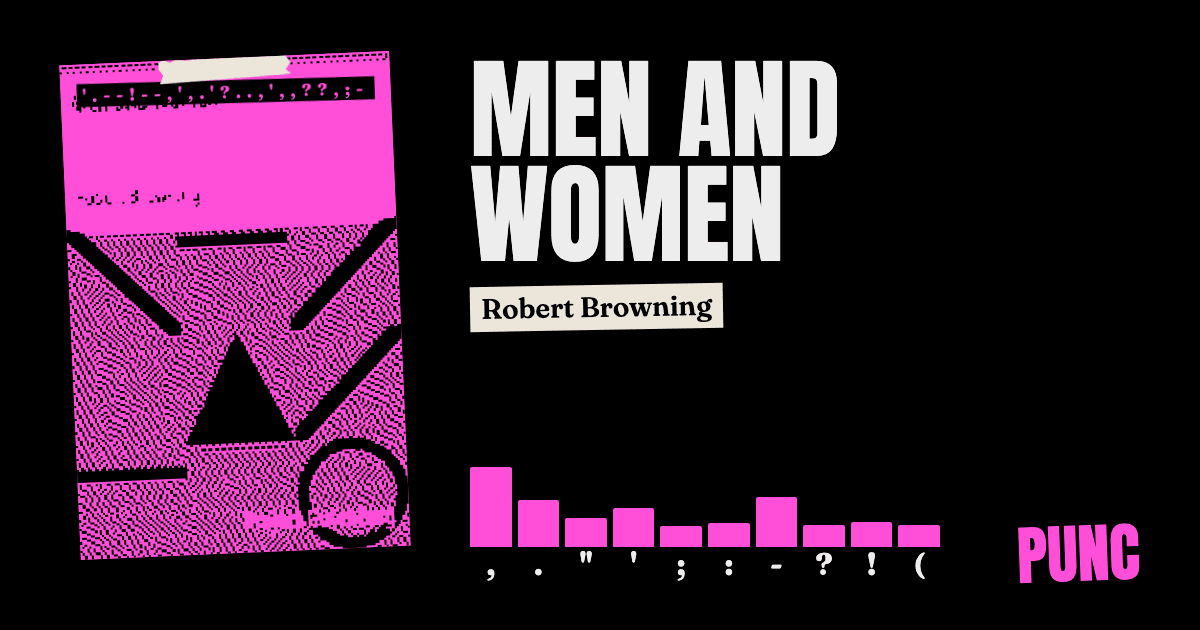 '.--!--,',.'?..,',,??,;-
MEN AND
WOMEN
Robert Browning
, . " ' ; : - ? ! (
PUNC